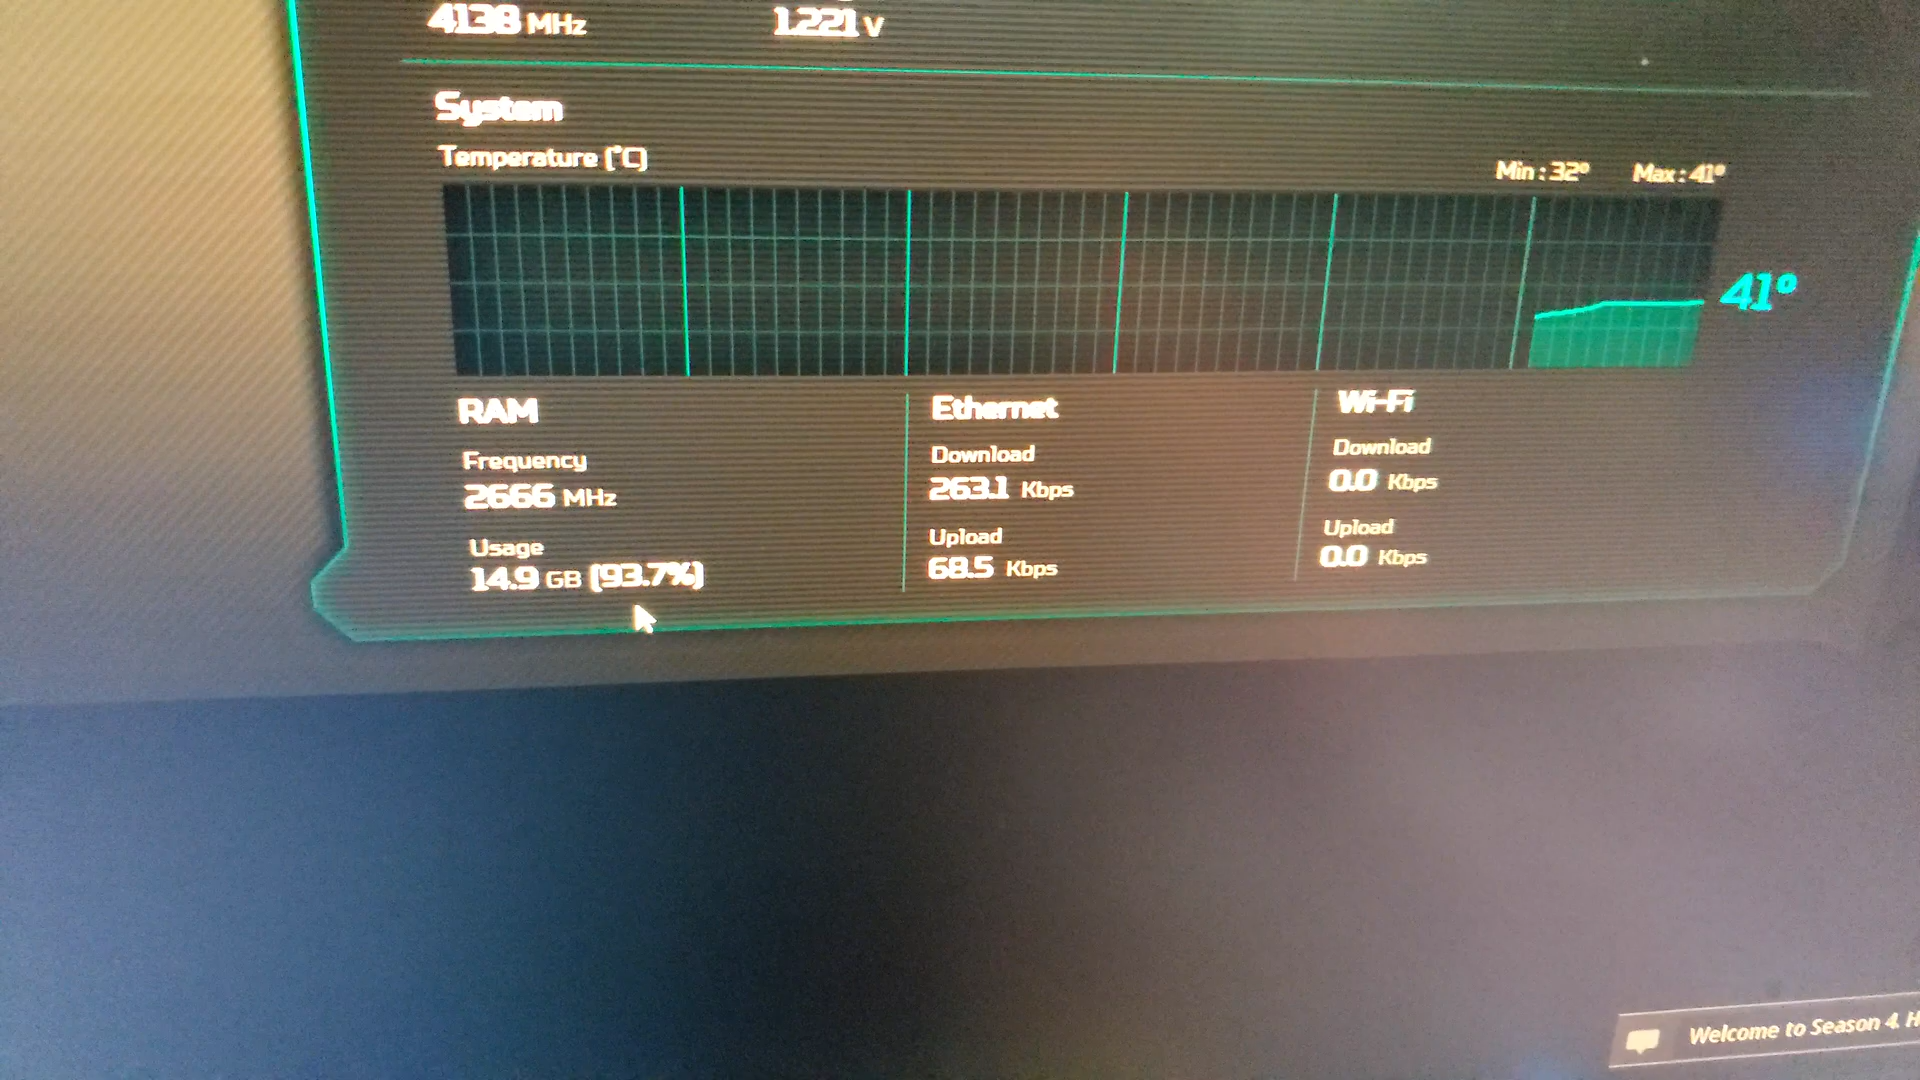 4138 MHz 1.221 V
System
Temperature (°C)
Min : 32° Max : 41°
41°
RAM
Frequency
2666 MHz
Usage
14.9 GB (93.7%)
Ethernet
Download
263.1 Kbps
Upload
68.5 Kbps
Wi-Fi
Download
0.0 Kbps
Upload
0.0 Kbps
Welcome to Season 4. H